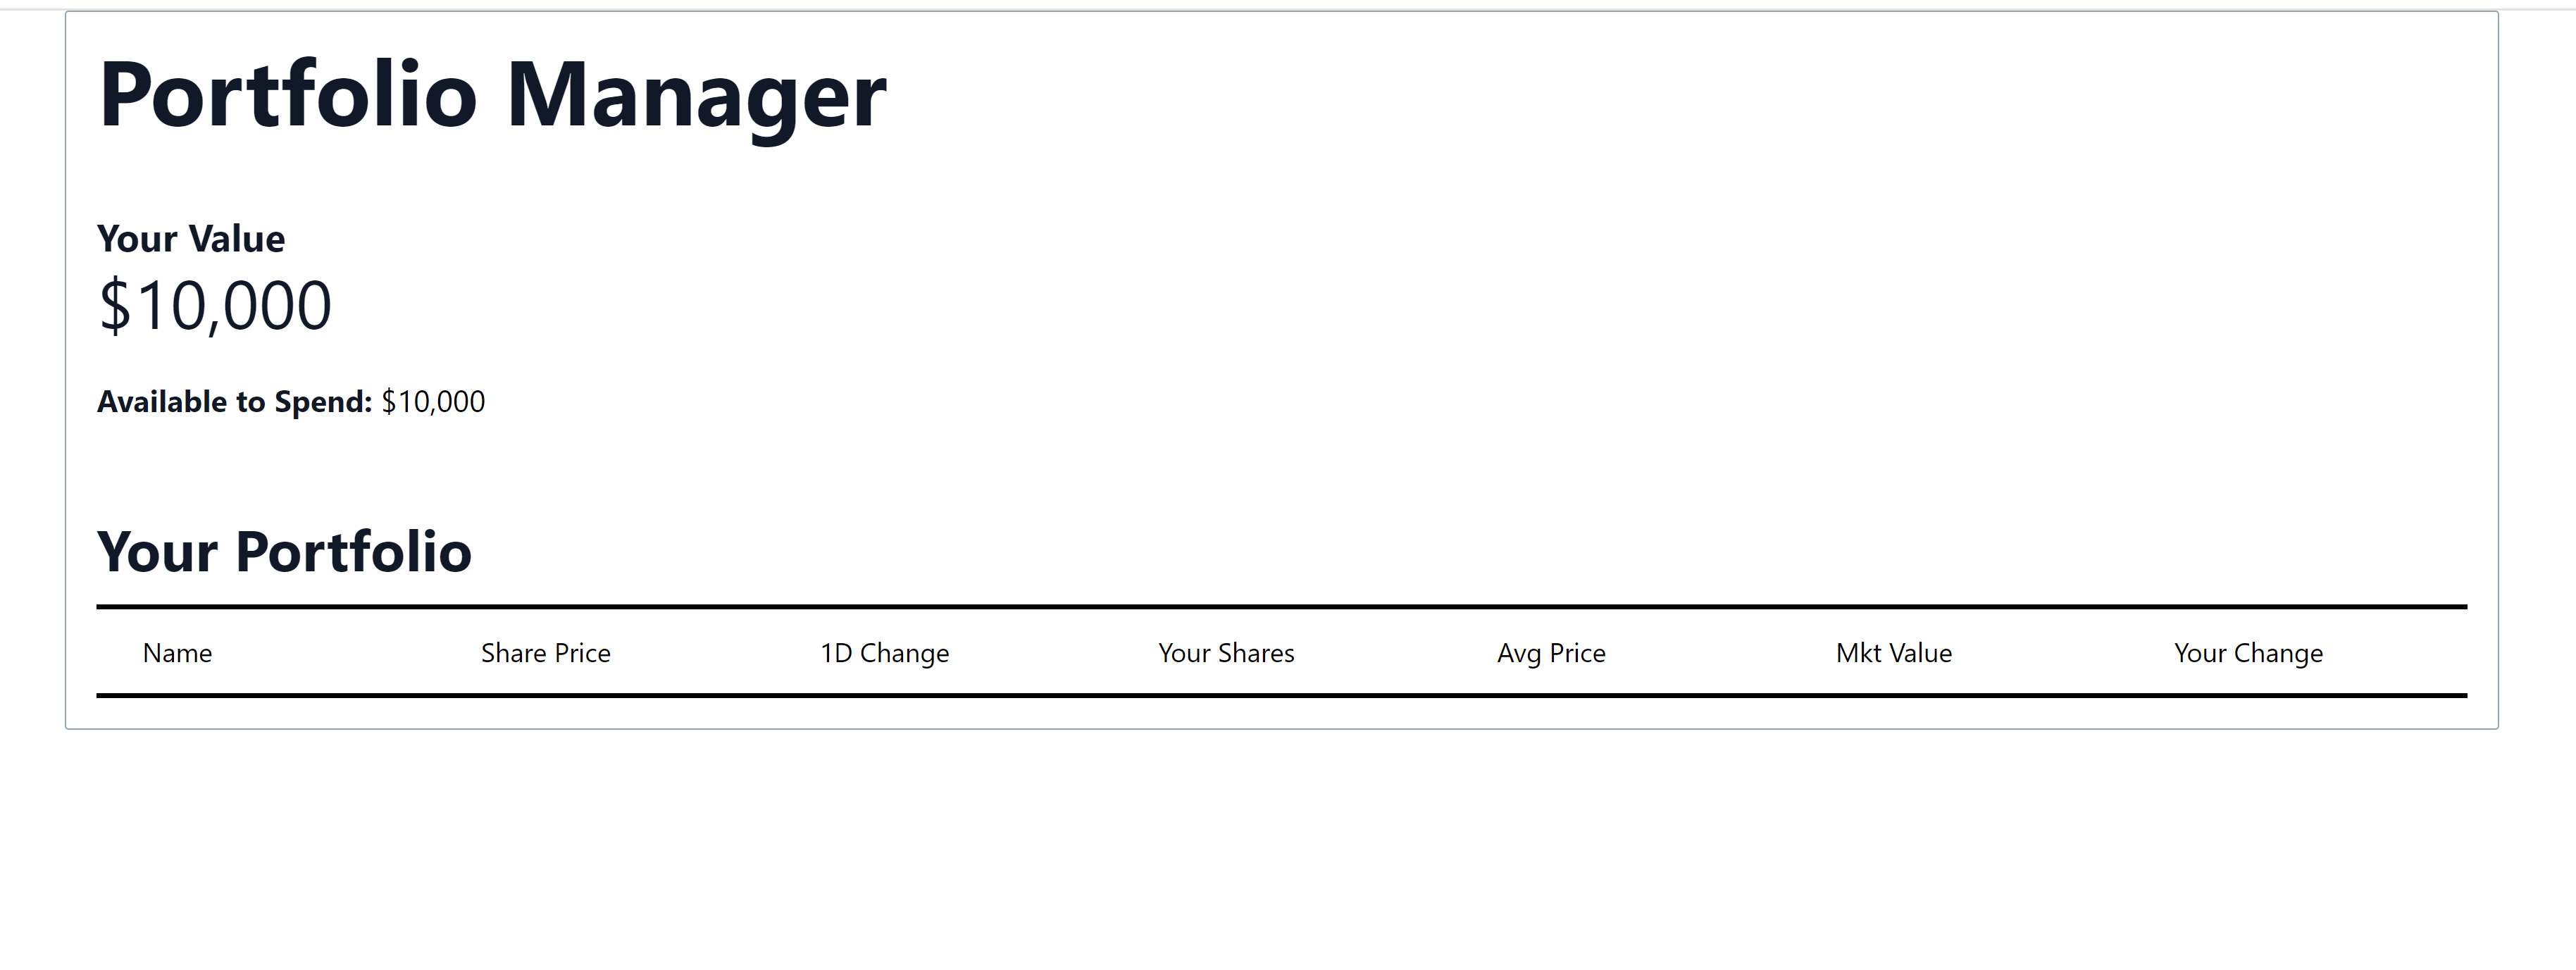 Portfolio Manager
Your Value
$10,000
Available to Spend: $10,000
Your Portfolio
Name Share Price 1D Change Your Shares Avg Price Mkt Value Your Change